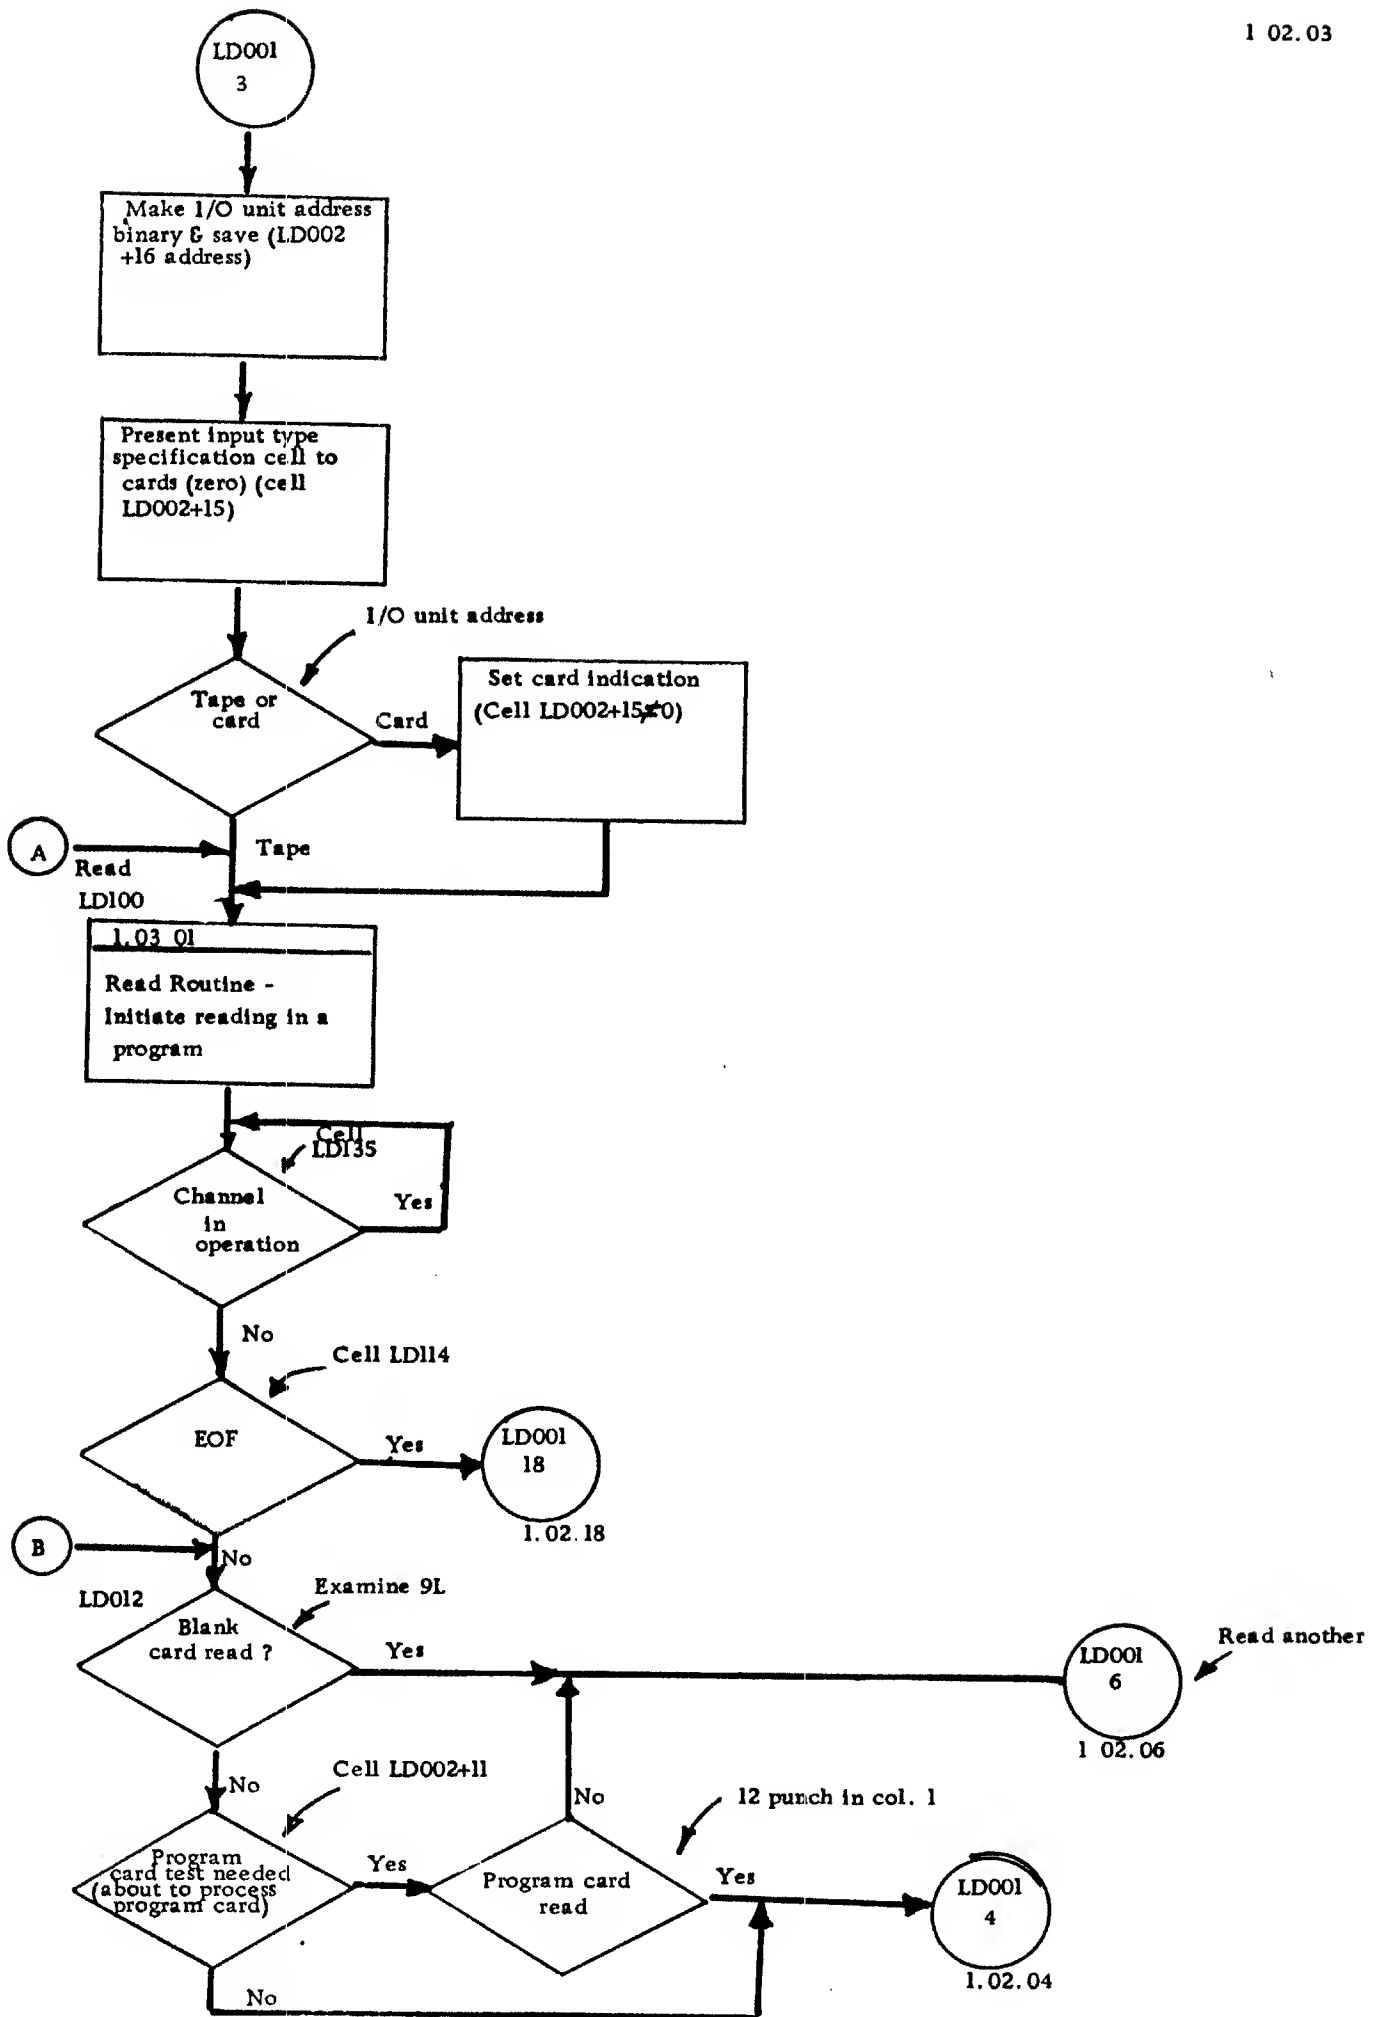 1 02.03
LD001
3
Make I/O unit address
binary & save (LD002
+16 address)
Present input type
specification cell to
cards (zero) (cell
LD002+15)
I/O unit address
Tape or
card
Card
Set card indication
(Cell LD002+15≠0)
A
Tape
Read
LD100
1.03 01
Read Routine -
Initiate reading in a
program
Cell
LD135
Channel
in
operation
Yes
No
Cell LD114
EOF
Yes
LD001
18
1.02.18
B
No
LD012
Examine 9L
Blank
card read ?
Yes
LD001
6
Read another
1 02.06
No
Cell LD002+11
Program
card test needed
(about to process
program card)
Yes
No
12 punch in col. 1
Program card
read
Yes
LD001
4
1.02.04
No